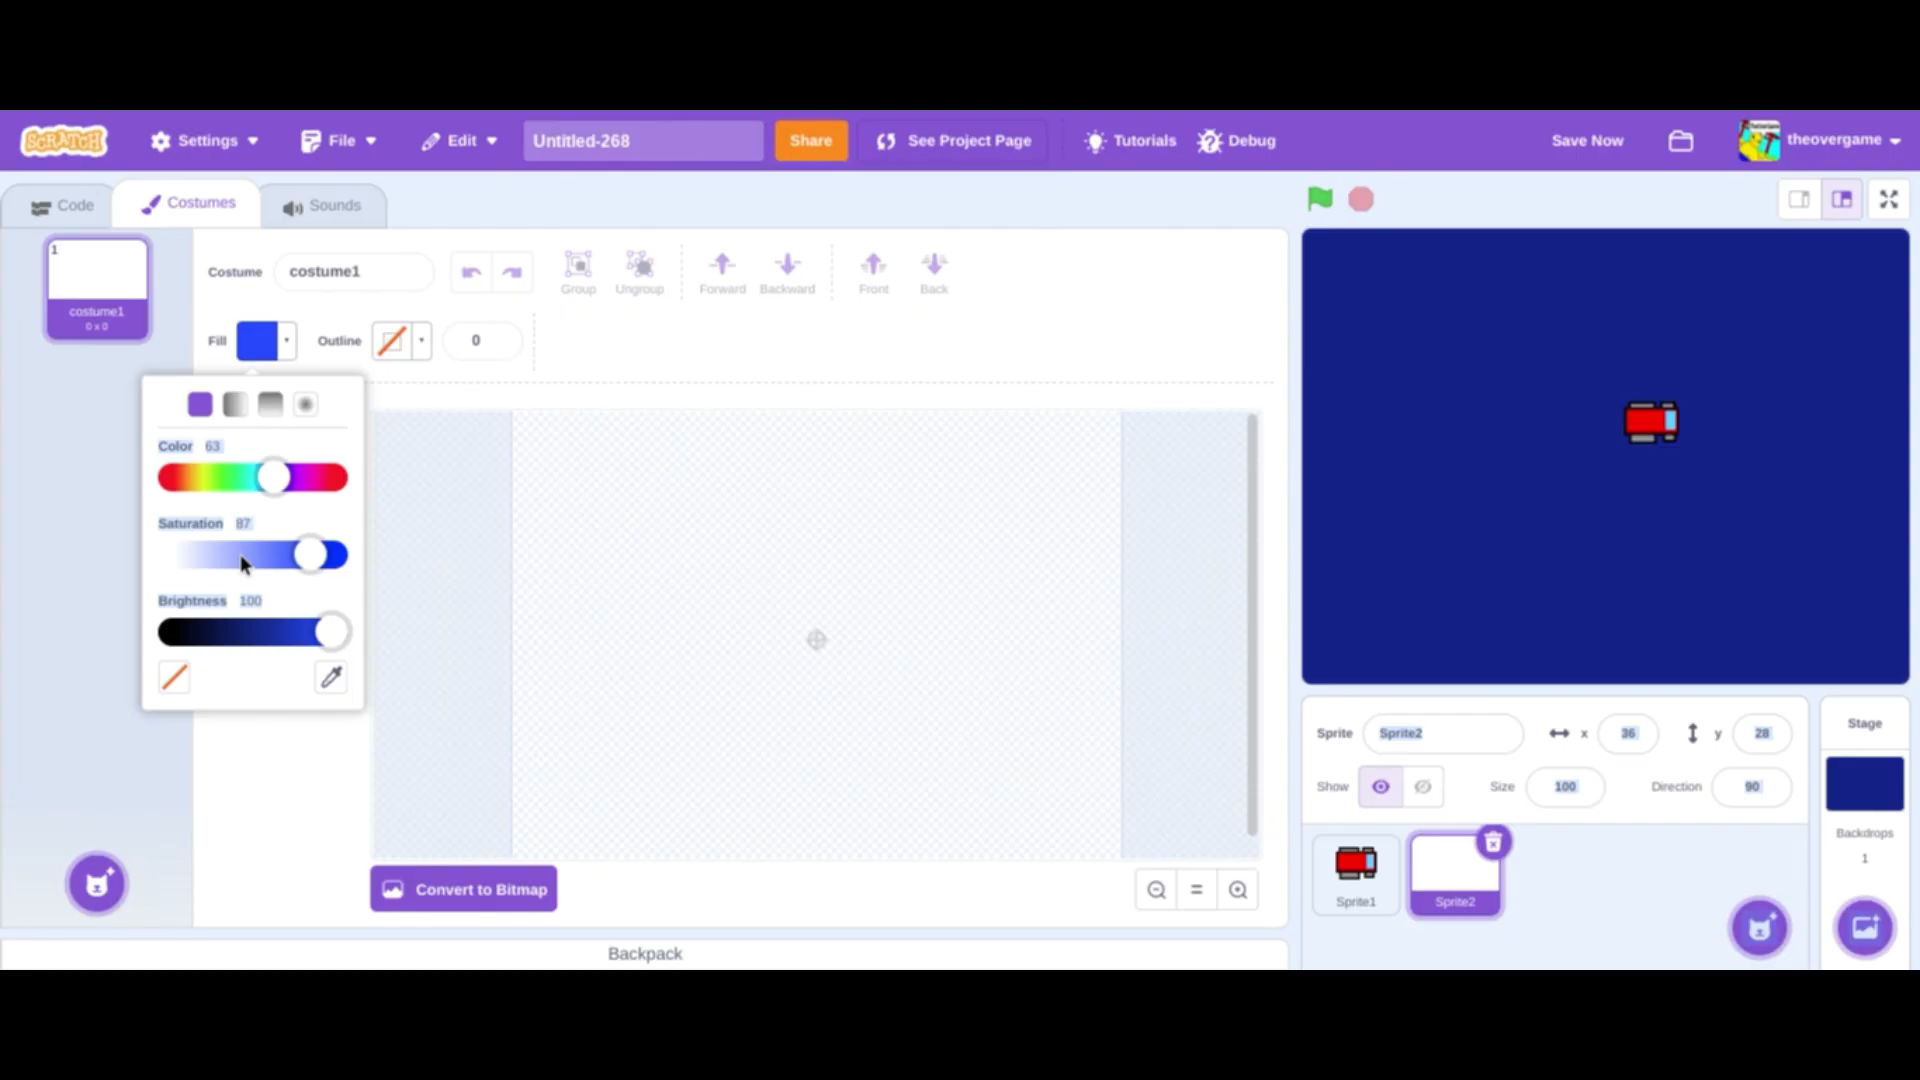 SCRATCH Settings File Edit Untitled-268 Share See Project Page Tutorials Debug Save Now theovergame
Code Costumes Sounds
1
costume1
0 x 0
Costume costume1 Group Ungroup Forward Backward Front Back
Fill Outline 0
Color 63
Saturation 87
Brightness 100
Convert to Bitmap
Backpack
Sprite Sprite2 x 36 y 28
Show Size 100 Direction 90
Sprite1 Sprite2
Stage
Backdrops
1